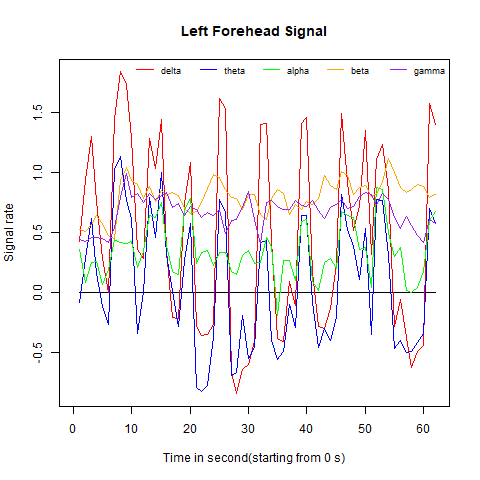 Left Forehead Signal
delta theta alpha beta gamma
Signal rate
1.5
1.0
0.5
0.0
-0.5
0 10 20 30 40 50 60
Time in second(starting from 0 s)